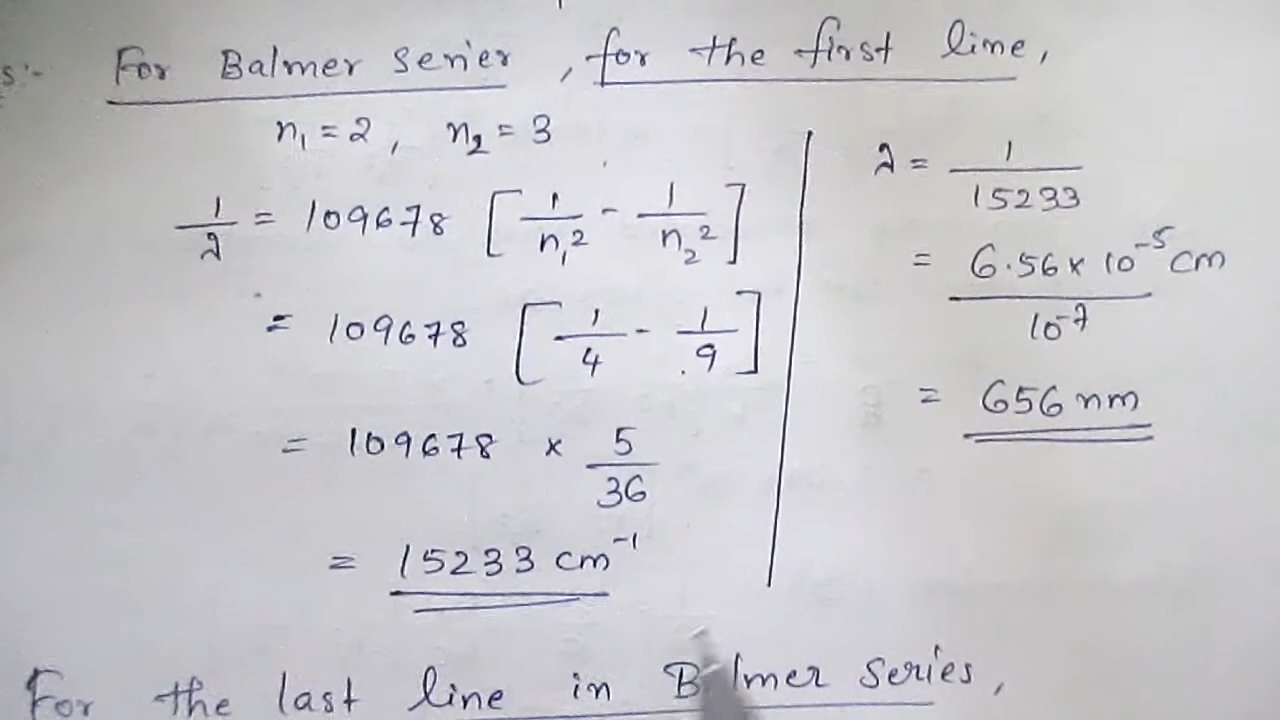 s:- For Balmer series, for the first line,
n₁ = 2, n₂ = 3
1/λ = 109678 [1/n₁² - 1/n₂²]
= 109678 [1/4 - 1/9]
= 109678 × 5/36
= 15233 cm⁻¹
λ = 1/15233
= 6.56 × 10⁻⁵ cm / 10⁻⁷
= 656 nm
For the last line in Balmer series,